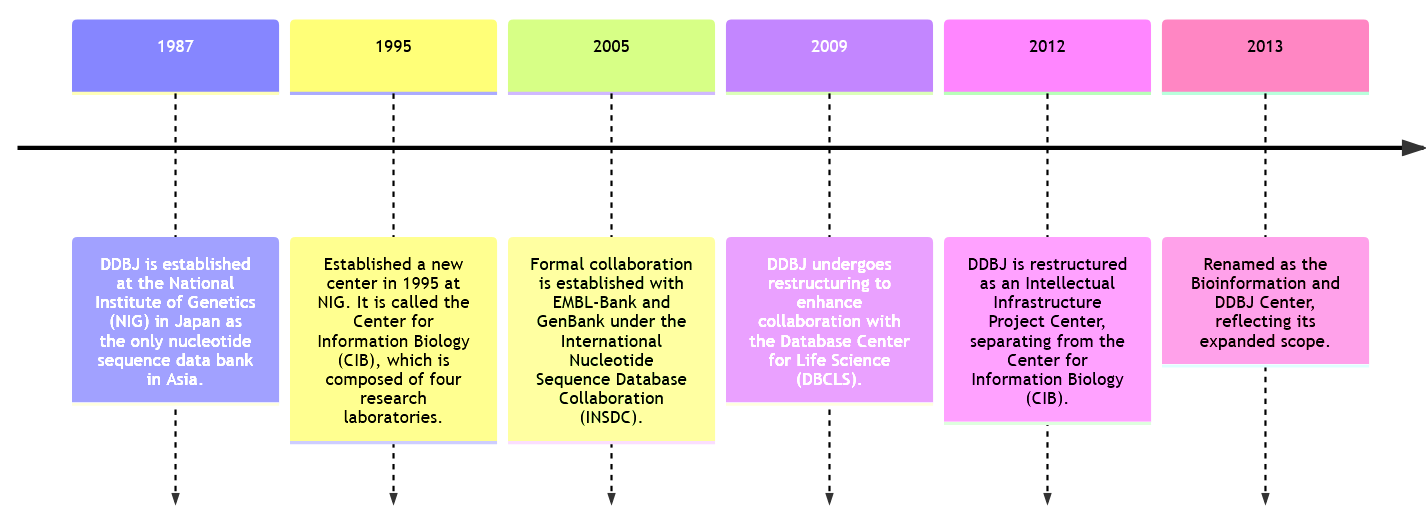 1987
1995
2005
2009
2012
2013
DDBJ is established
at the National
Institute of Genetics
(NIG) in Japan as
the only nucleotide
sequence data bank
in Asia.
Established a new
center in 1995 at
NIG. It is called the
Center for
Information Biology
(CIB), which is
composed of four
research
laboratories.
Formal collaboration
is established with
EMBL-Bank and
GenBank under the
International
Nucleotide
Sequence Database
Collaboration
(INSDC).
DDBJ undergoes
restructuring to
enhance
collaboration with
the Database Center
for Life Science
(DBCLS).
DDBJ is restructured
as an Intellectual
Infrastructure
Project Center,
separating from the
Center for
Information Biology
(CIB).
Renamed as the
Bioinformation and
DDBJ Center,
reflecting its
expanded scope.